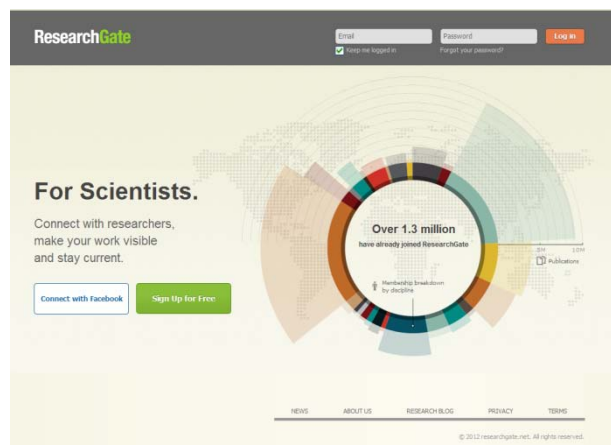 ResearchGate
Email
Password
Log in
Keep me logged in
Forgot your password?
For Scientists.
Connect with researchers,
make your work visible
and stay current.
Connect with Facebook
Sign Up for Free
Over 1.3 million
have already joined ResearchGate
Membership breakdown
by discipline
Publications
NEWS
ABOUT US
RESEARCH BLOG
PRIVACY
TERMS
© 2012 researchgate.net. All rights reserved.